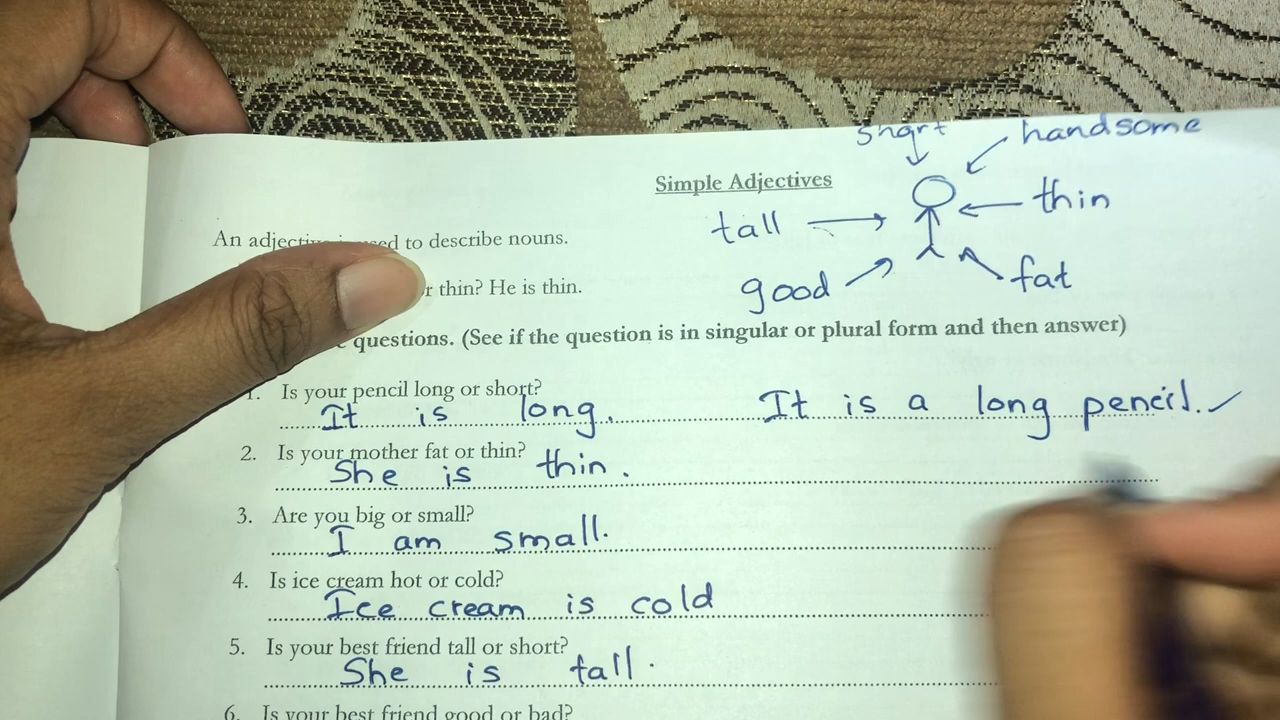 short handsome
Simple Adjectives
tall thin
An adjective is used to describe nouns.
good fat
r thin? He is thin.
questions. (See if the question is in singular or plural form and then answer)
1. Is your pencil long or short?
It is long. It is a long pencil. ✓
2. Is your mother fat or thin?
She is thin.
3. Are you big or small?
I am small.
4. Is ice cream hot or cold?
Ice cream is cold
5. Is your best friend tall or short?
She is tall.
6. Is your best friend good or bad?